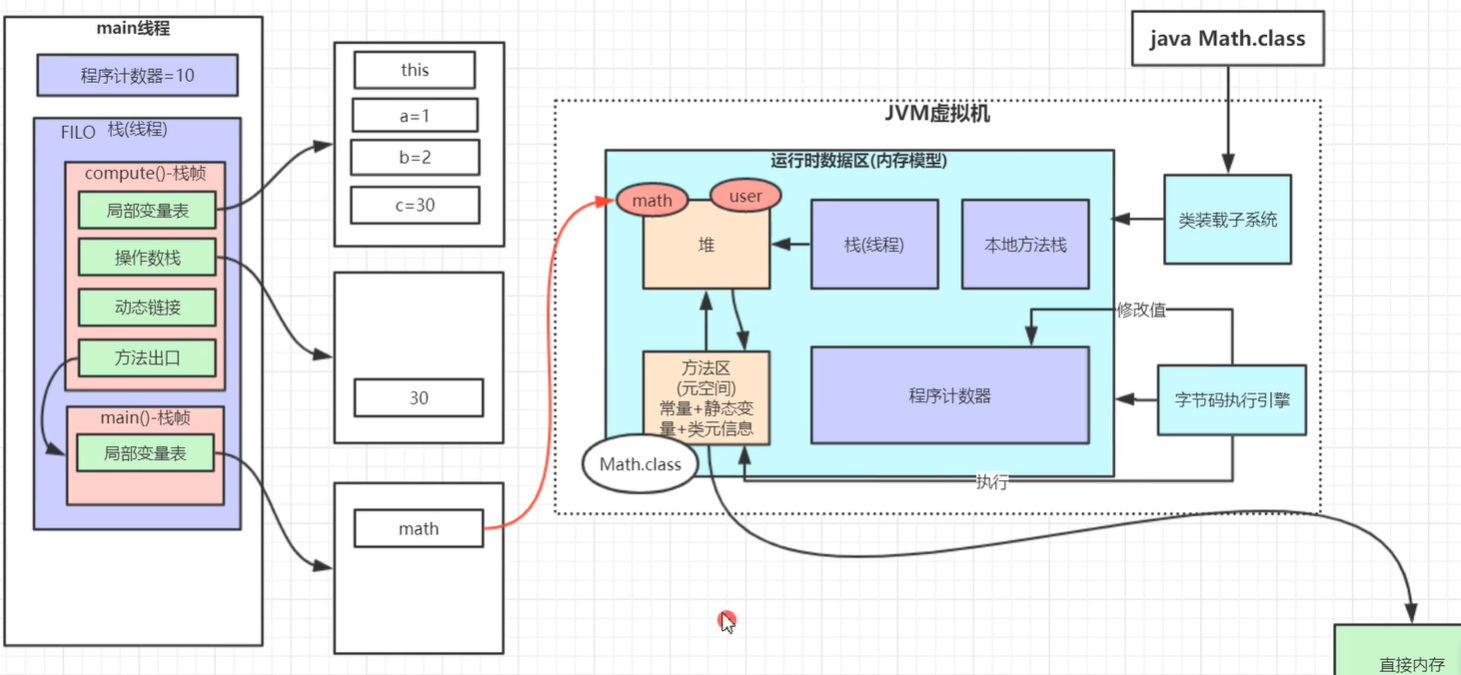 main线程
程序计数器=10
FILO 栈(线程)
compute()-栈帧
局部变量表
操作数栈
动态链接
方法出口
main()-栈帧
局部变量表
this
a=1
b=2
c=30
30
math
java Math.class
JVM虚拟机
运行时数据区(内存模型)
math
user
堆
栈(线程)
本地方法栈
类装载子系统
修改值
方法区
(元空间)
常量+静态变
量+类元信息
程序计数器
字节码执行引擎
Math.class
执行
直接内存